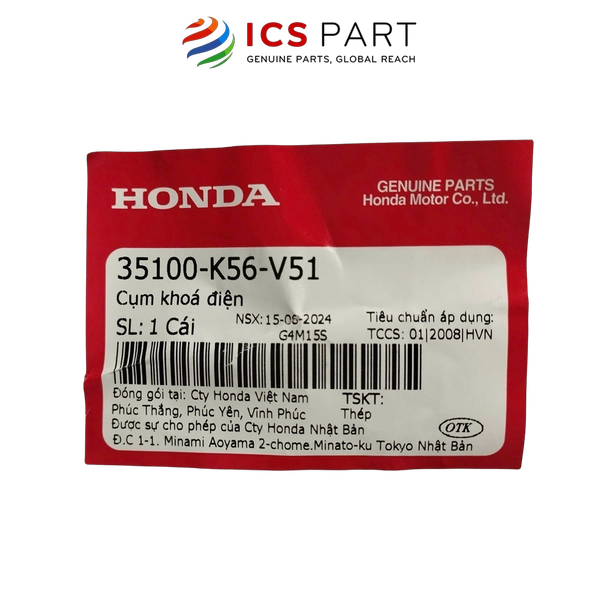 ICS PART
GENUINE PARTS, GLOBAL REACH
HONDA
GENUINE PARTS
Honda Motor Co., Ltd.
35100-K56-V51
Cụm khoá điện
NSX: 15-08-2024
Tiêu chuẩn áp dụng:
SL: 1 Cái
G4M15S
TCCS: 01|2008|HVN
Đóng gói tại: Cty Honda Việt Nam
TSKT:
Phúc Thắng, Phúc Yên, Vĩnh Phúc
Thép
Được sự cho phép của Cty Honda Nhật Bản
OTK
Đ.C 1-1. Minami Aoyama 2-chome.Minato-ku Tokyo Nhật Bản